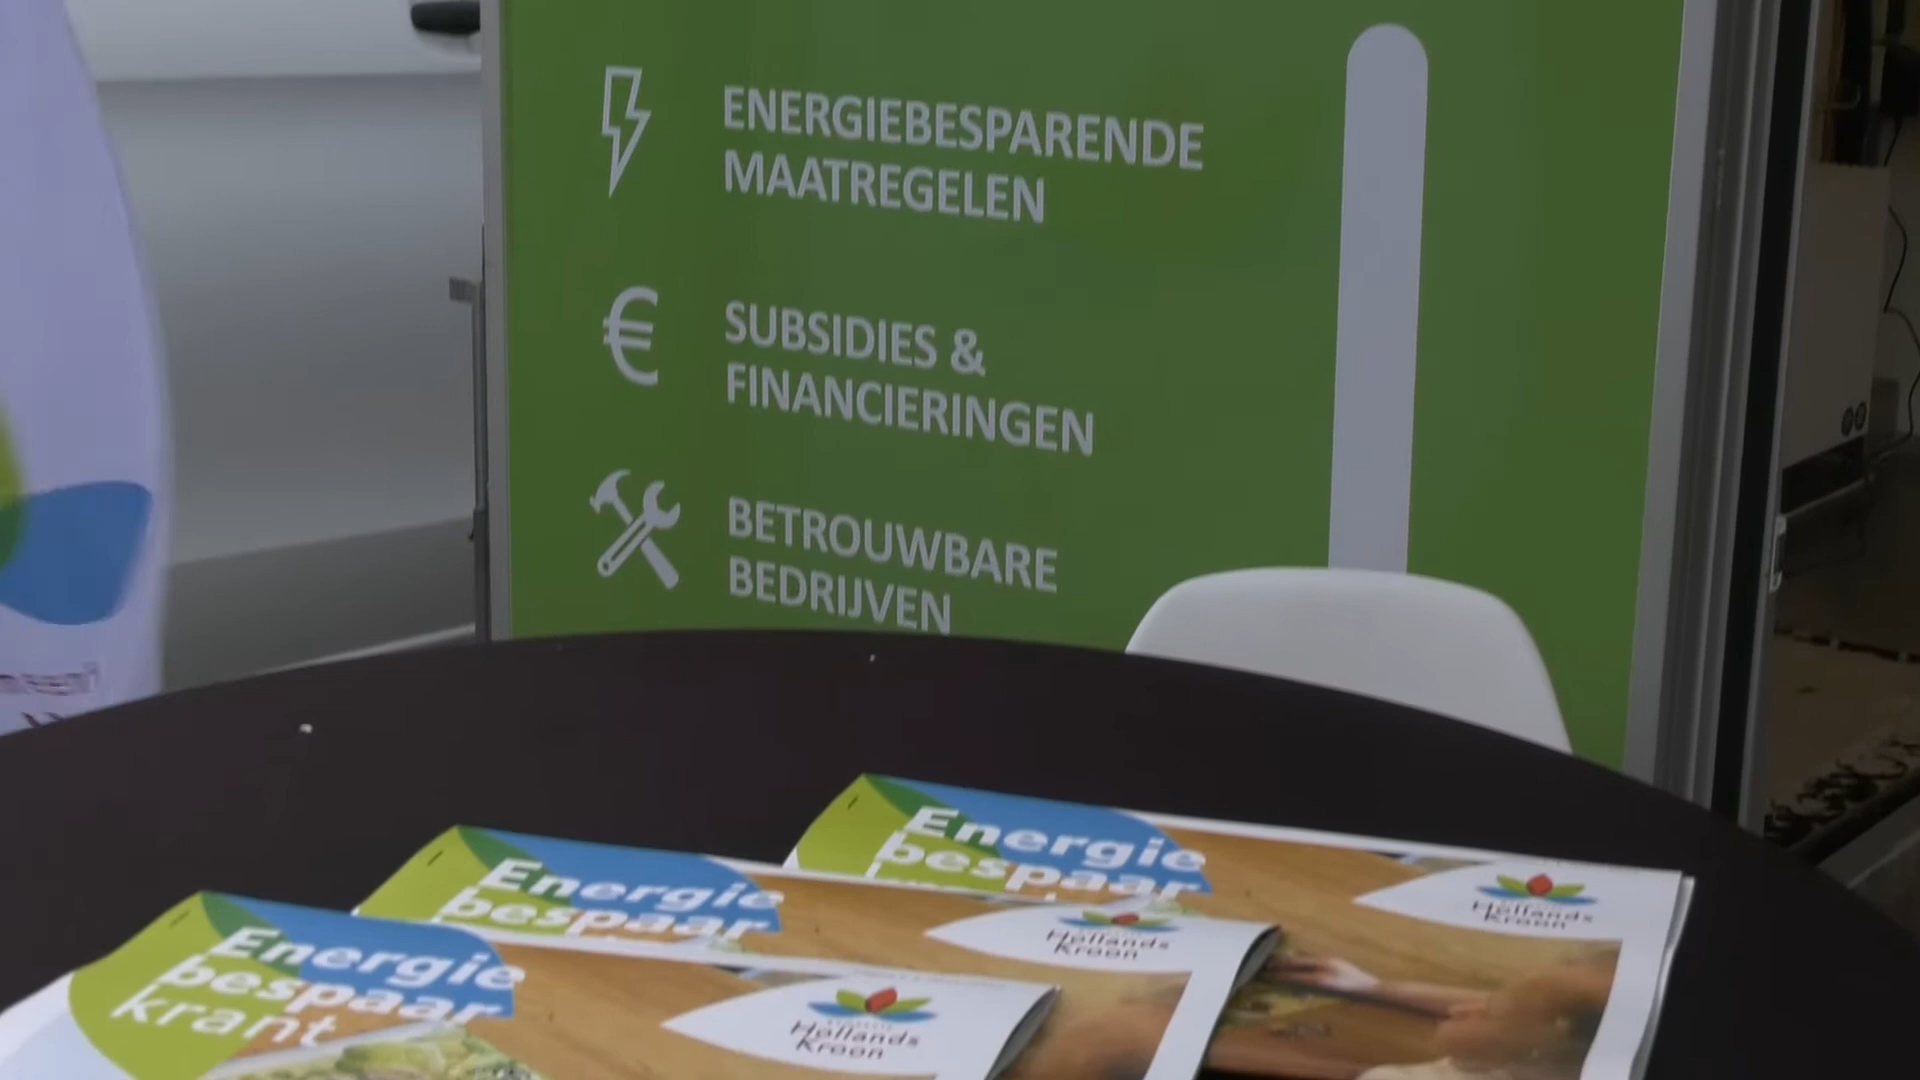 ENERGIEBESPARENDE
MAATREGELEN
SUBSIDIES &
FINANCIERINGEN
BETROUWBARE
BEDRIJVEN
Energie
bespaar
Hollands
Kroon
Energie
bespaar
Hollands
Kroon
Energie
bespaar
krant
Hollands
Kroon